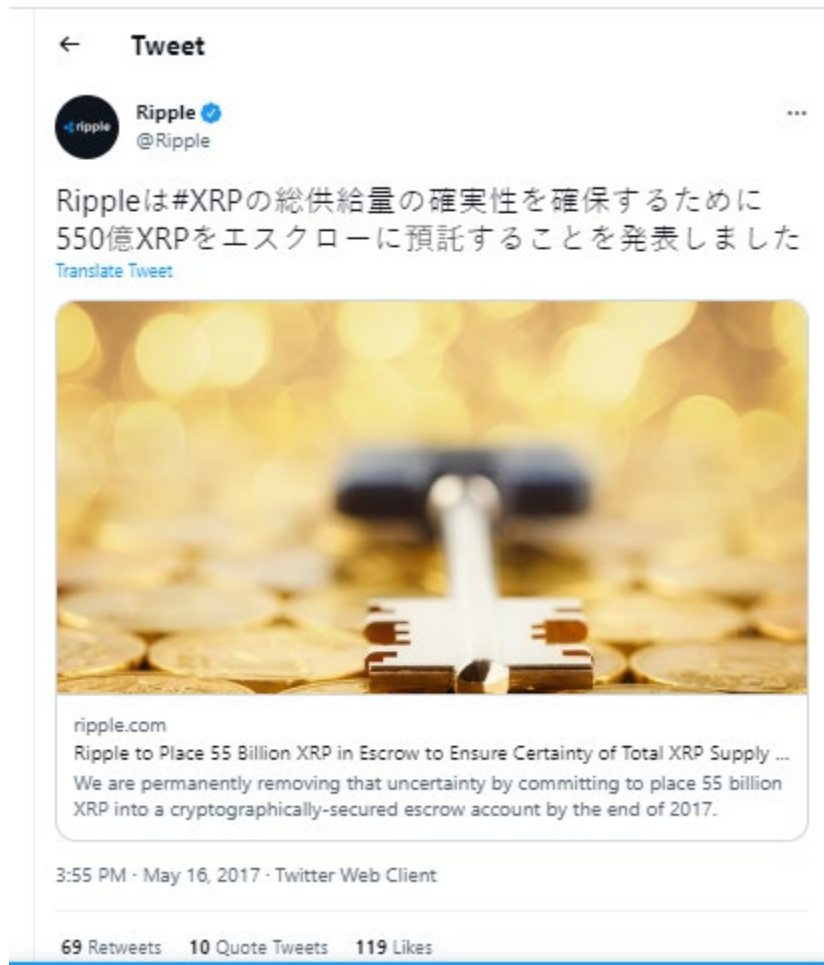 ← Tweet
ripple
Ripple
@Ripple
...
Rippleは#XRPの総供給量の確実性を確保するために
550億XRPをエスクローに預託することを発表しました
Translate Tweet
ripple.com
Ripple to Place 55 Billion XRP in Escrow to Ensure Certainty of Total XRP Supply ...
We are permanently removing that uncertainty by committing to place 55 billion
XRP into a cryptographically-secured escrow account by the end of 2017.
3:55 PM · May 16, 2017 · Twitter Web Client
69 Retweets 10 Quote Tweets 119 Likes